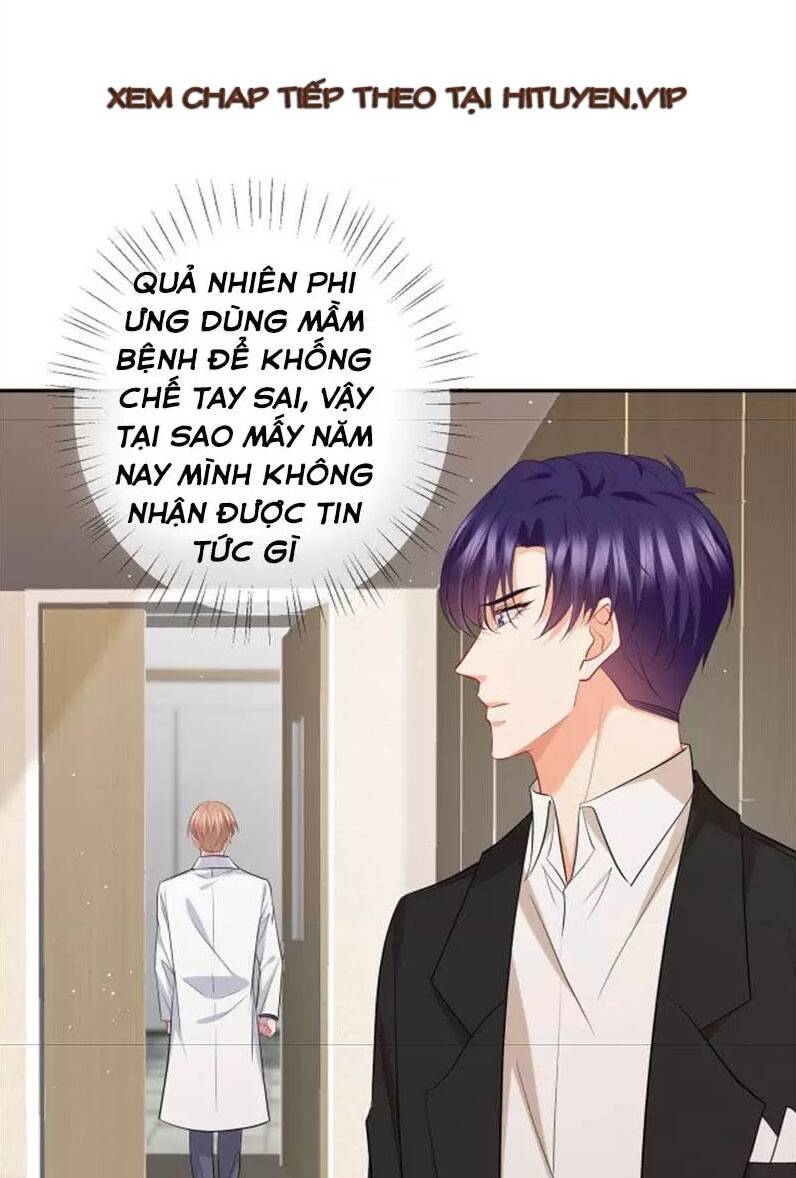 XEM CHAP TIẾP THEO TẠI HITUYEN.VIP
QUẢ NHIÊN PHI
ƯNG DÙNG MẦM
BỆNH ĐỂ KHỐNG
CHẾ TAY SAI, VẬY
TẠI SAO MẤY NĂM
NAY MÌNH KHÔNG
NHẬN ĐƯỢC TIN
TỨC GÌ